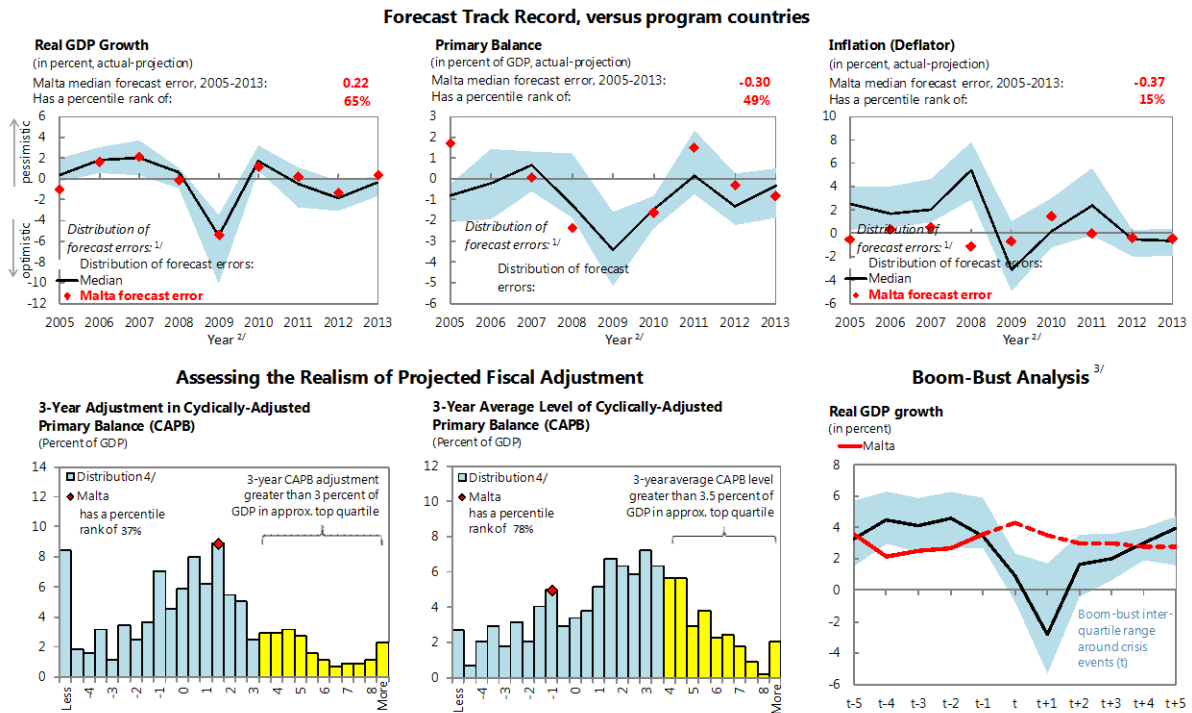 Forecast Track Record, versus program countries
Real GDP Growth
(in percent, actual-projection)
Malta median forecast error, 2005-2013: 0.22
Has a percentile rank of: 65%
pessimistic
optimistic
6
4
2
0
-2
-4
-6
-8
-10
-12
Distribution of
forecast errors: 1/
Distribution of forecast errors:
Median
Malta forecast error
2005 2006 2007 2008 2009 2010 2011 2012 2013
Year 2/
Primary Balance
(in percent of GDP, actual-projection)
Malta median forecast error, 2005-2013: -0.30
Has a percentile rank of: 49%
3
2
1
0
-1
-2
-3
-4
-5
-6
Distribution of
forecast errors: 1/
Distribution of forecast
errors:
2005 2006 2007 2008 2009 2010 2011 2012 2013
Year 2/
Inflation (Deflator)
(in percent, actual-projection)
Malta median forecast error, 2005-2013: -0.37
Has a percentile rank of: 15%
10
8
6
4
2
0
-2
-4
-6
Distribution of
forecast errors: 1/
Distribution of forecast errors:
Median
Malta forecast error
2005 2006 2007 2008 2009 2010 2011 2012 2013
Year 2/
Assessing the Realism of Projected Fiscal Adjustment
3-Year Adjustment in Cyclically-Adjusted
Primary Balance (CAPB)
(Percent of GDP)
14
12
10
8
6
4
2
0
Distribution 4/
Malta
has a percentile
rank of 37%
3-year CAPB adjustment
greater than 3 percent of
GDP in approx. top quartile
Less -4 -3 -2 -1 0 1 2 3 4 5 6 7 8 More
3-Year Average Level of Cyclically-Adjusted
Primary Balance (CAPB)
(Percent of GDP)
12
10
8
6
4
2
0
Distribution 4/
Malta
has a percentile
rank of 78%
3-year average CAPB level
greater than 3.5 percent of
GDP in approx. top quartile
Less -4 -3 -2 -1 0 1 2 3 4 5 6 7 8 More
Boom-Bust Analysis 3/
Real GDP growth
(in percent)
Malta
8
6
4
2
0
-2
-4
-6
Boom-bust inter-
quartile range
around crisis
events (t)
t-5 t-4 t-3 t-2 t-1 t t+1 t+2 t+3 t+4 t+5